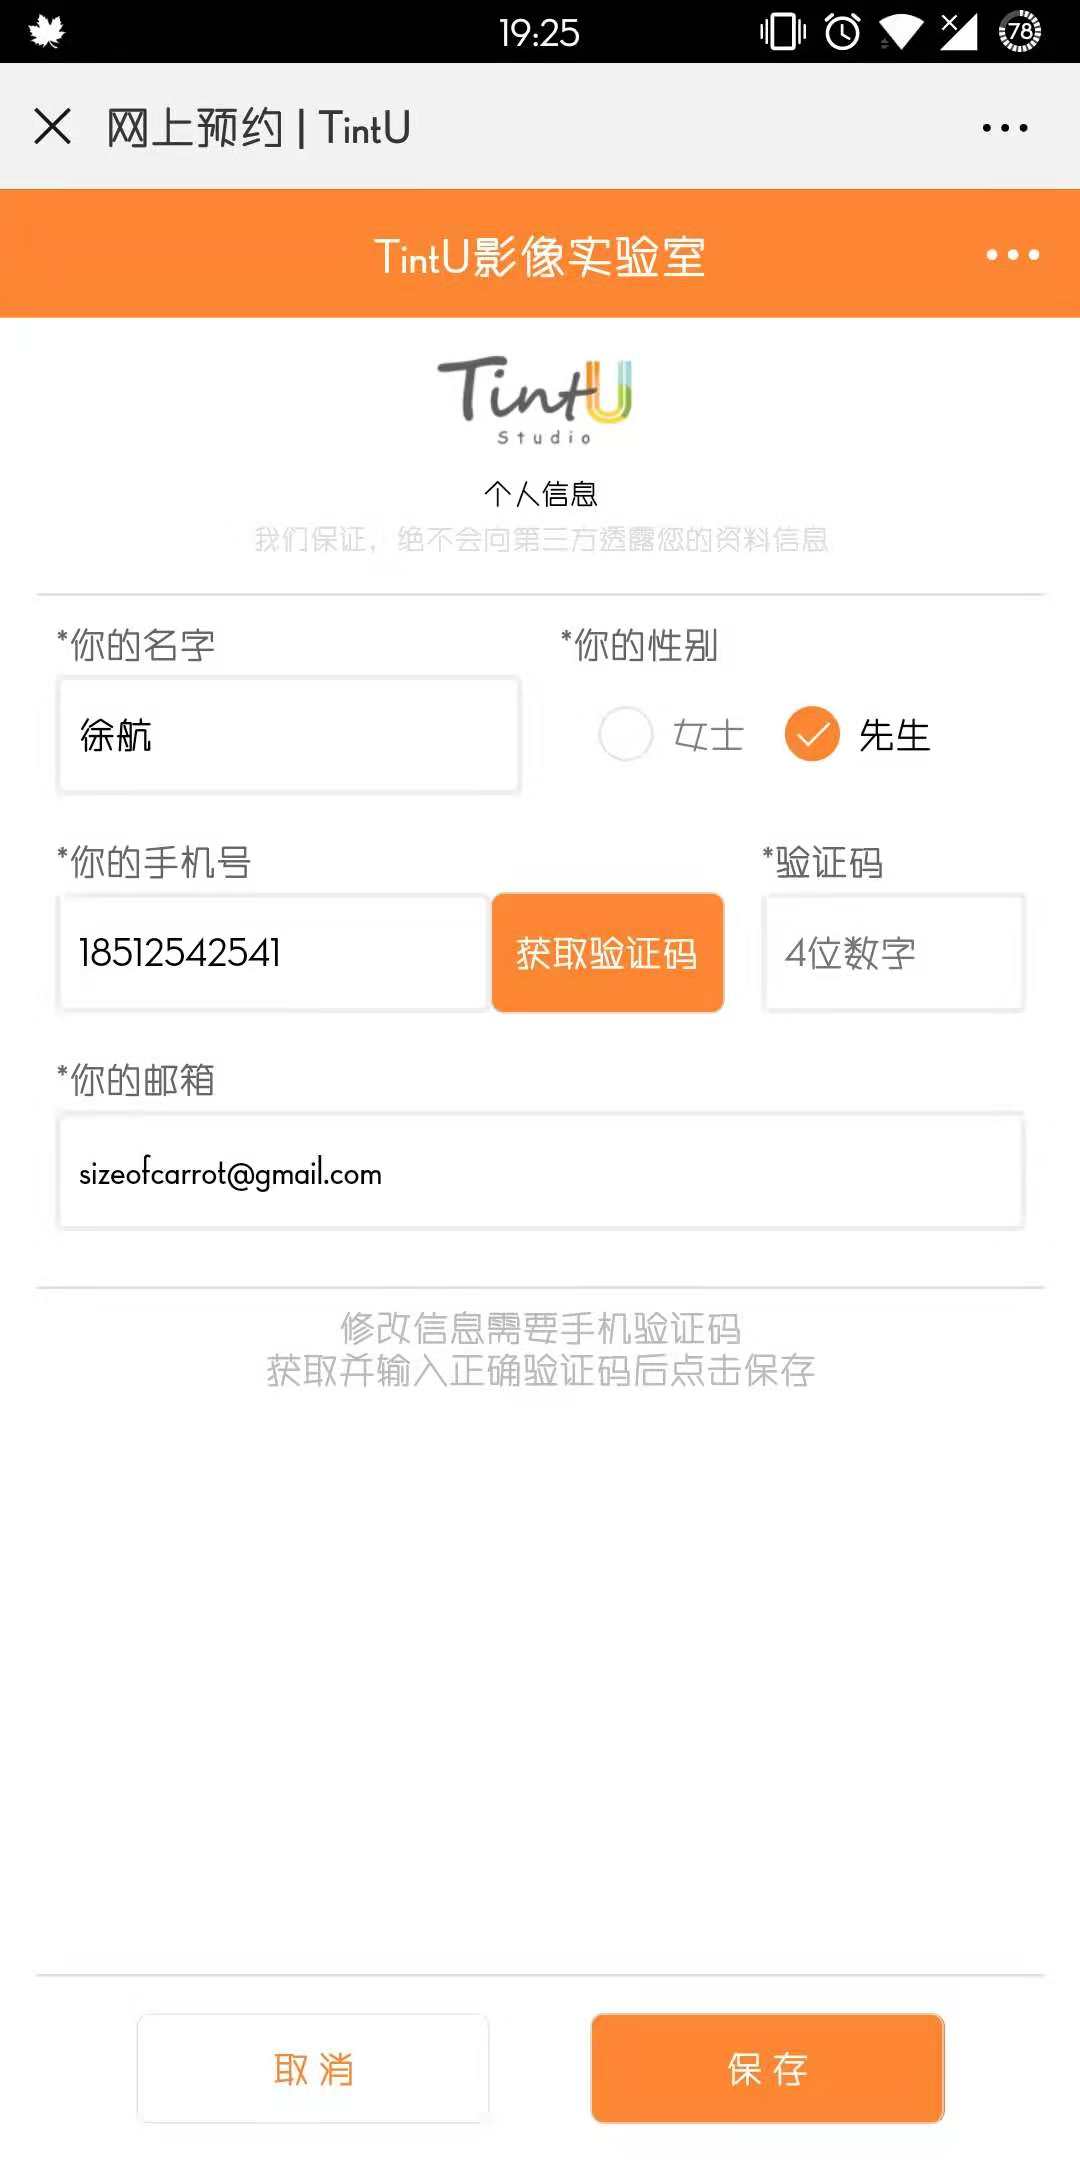 19:25
78
网上预约 | TintU
TintU影像实验室
TintU
Studio
个人信息
我们保证，绝不会向第三方透露您的资料信息
*你的名字
*你的性别
徐航
女士
先生
*你的手机号
*验证码
18512542541
获取验证码
4位数字
*你的邮箱
sizeofcarrot@gmail.com
修改信息需要手机验证码
获取并输入正确验证码后点击保存
取 消
保 存